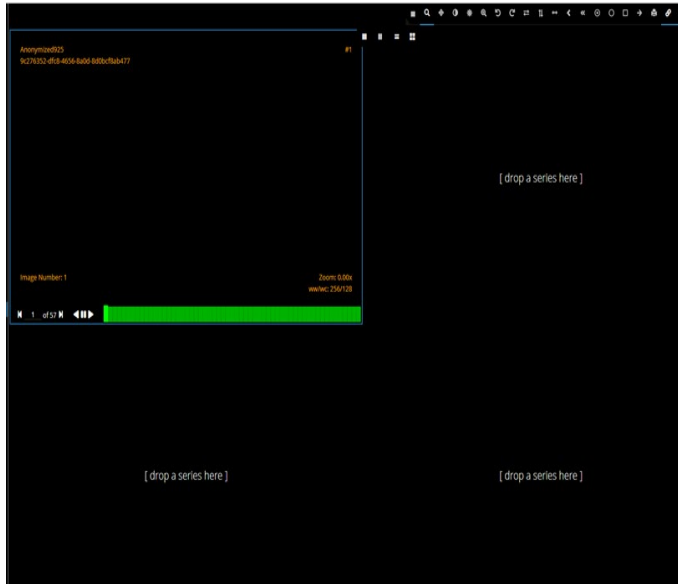 Anonymized925
#1
9c276352-dfc8-4656-8a0d-8d0bcf8ab477
[ drop a series here ]
Image Number: 1
Zoom: 0.00x
ww/wc: 256/128
1 of 57
[ drop a series here ]
[ drop a series here ]